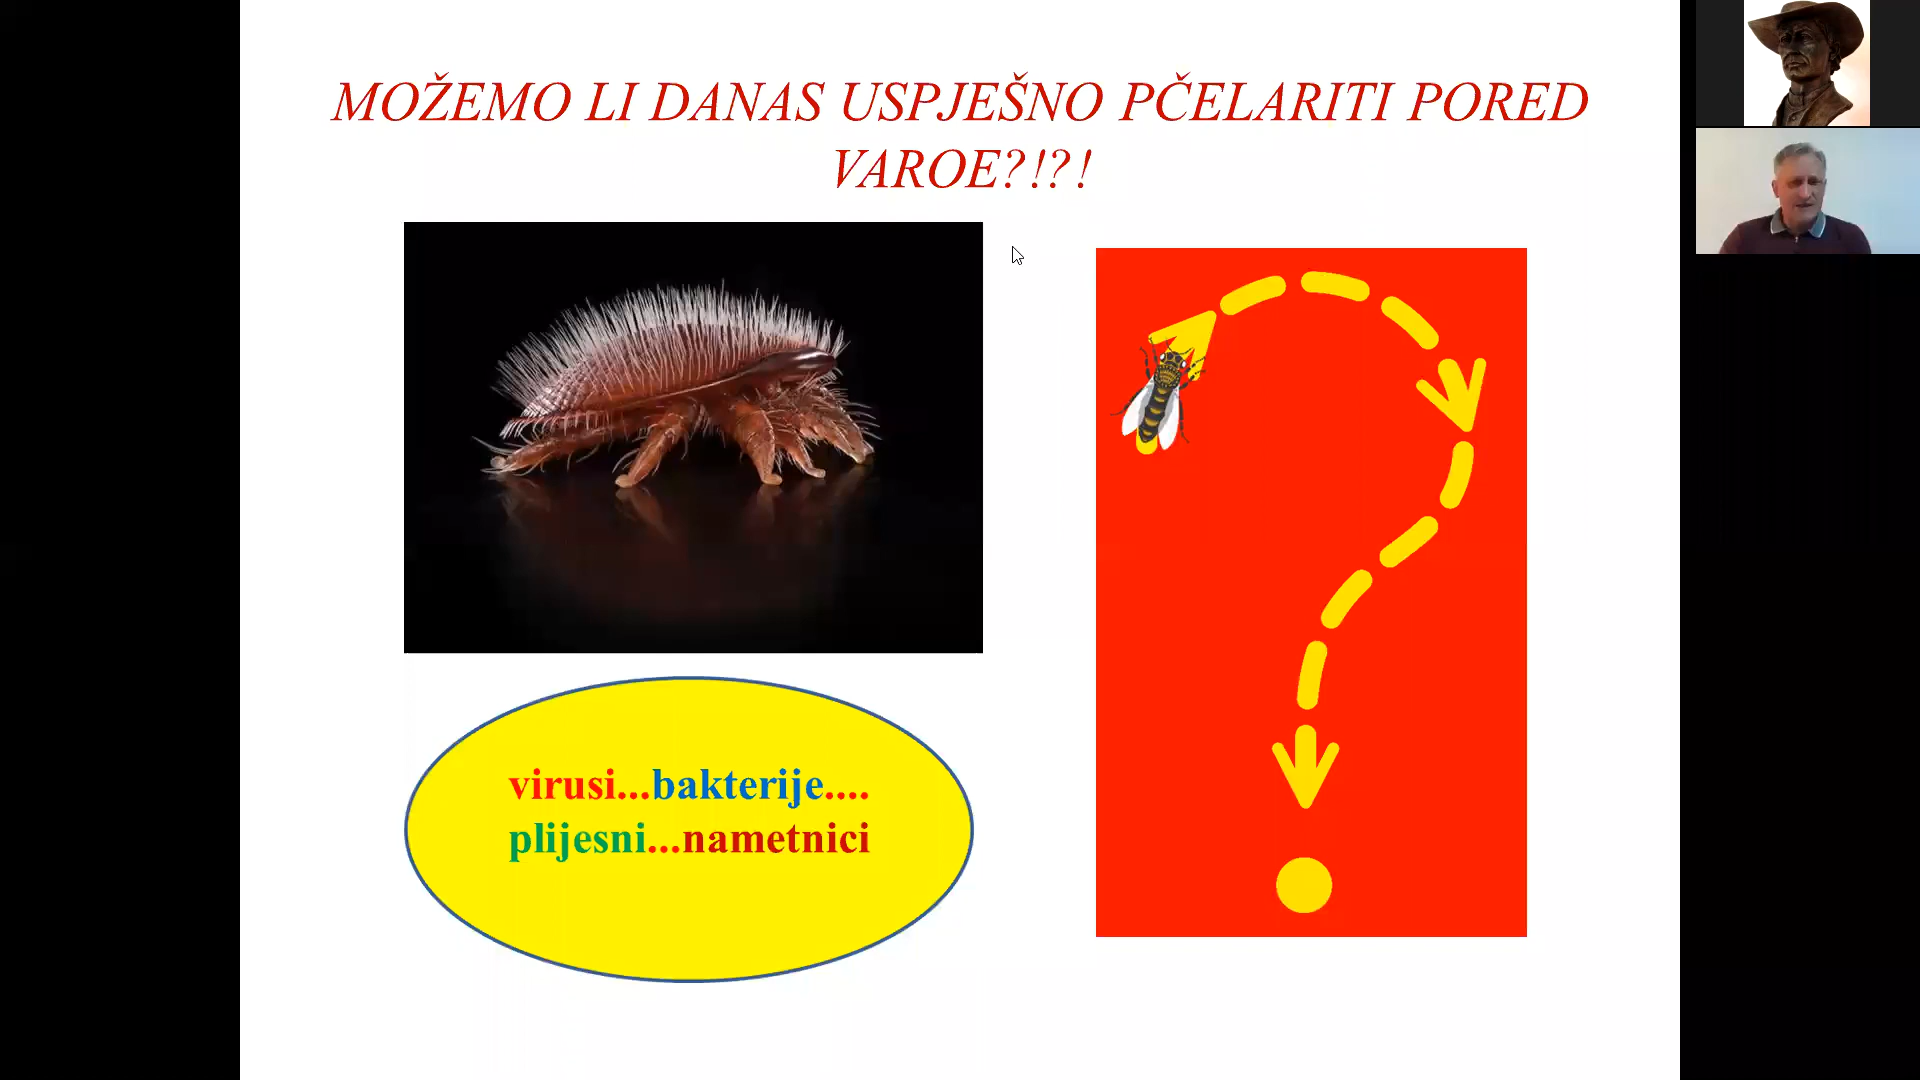 MOŽEMO LI DANAS USPJEŠNO PČELARITI PORED
VAROE?!?!
virusi...bakterije....
plijesni...nametnici